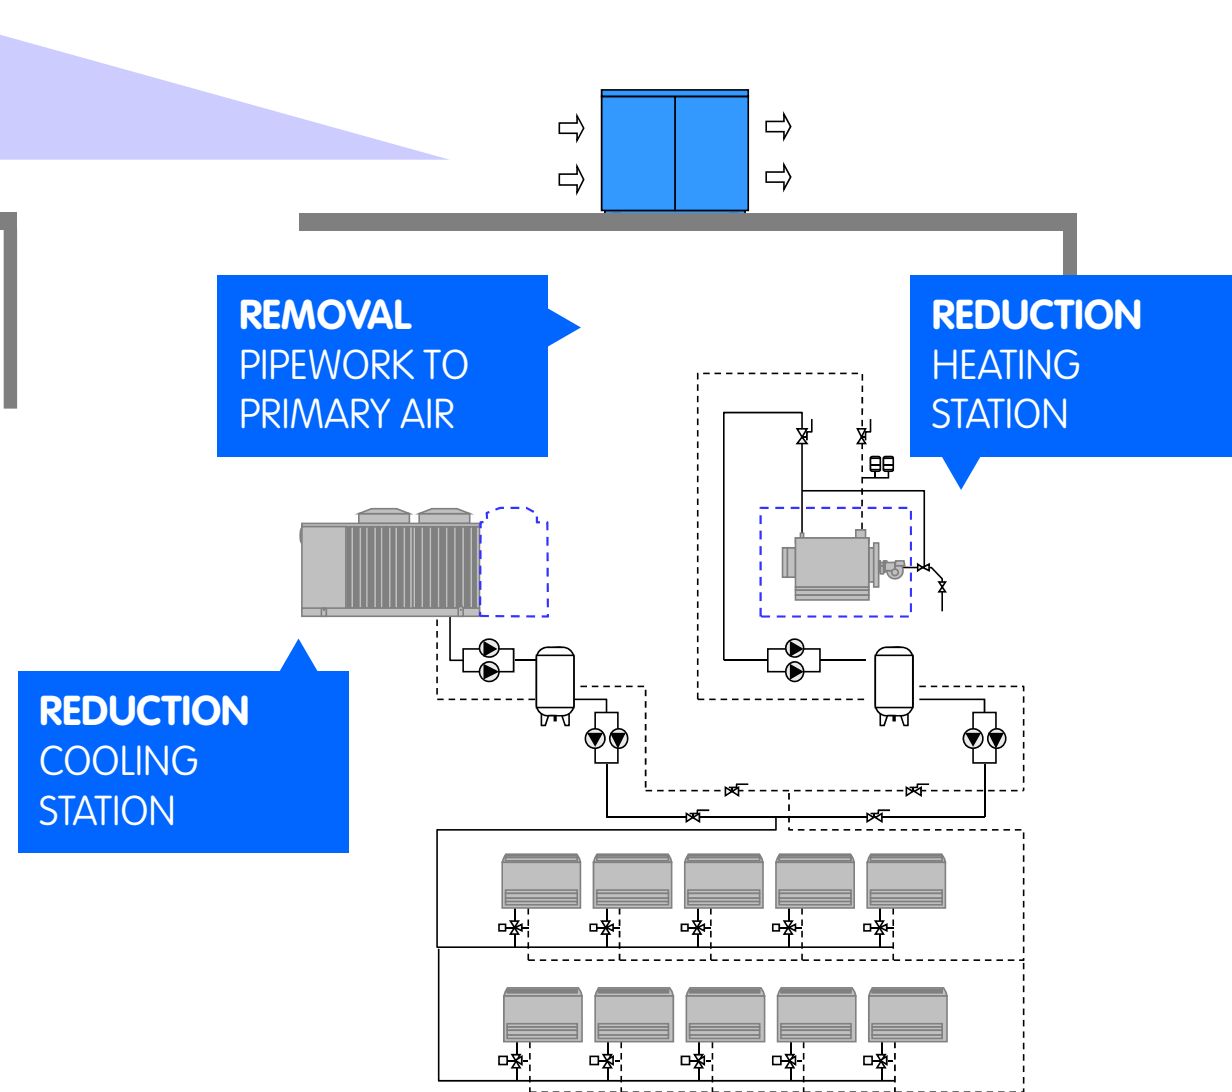 REMOVAL
PIPEWORK TO
PRIMARY AIR
REDUCTION
HEATING
STATION
REDUCTION
COOLING
STATION